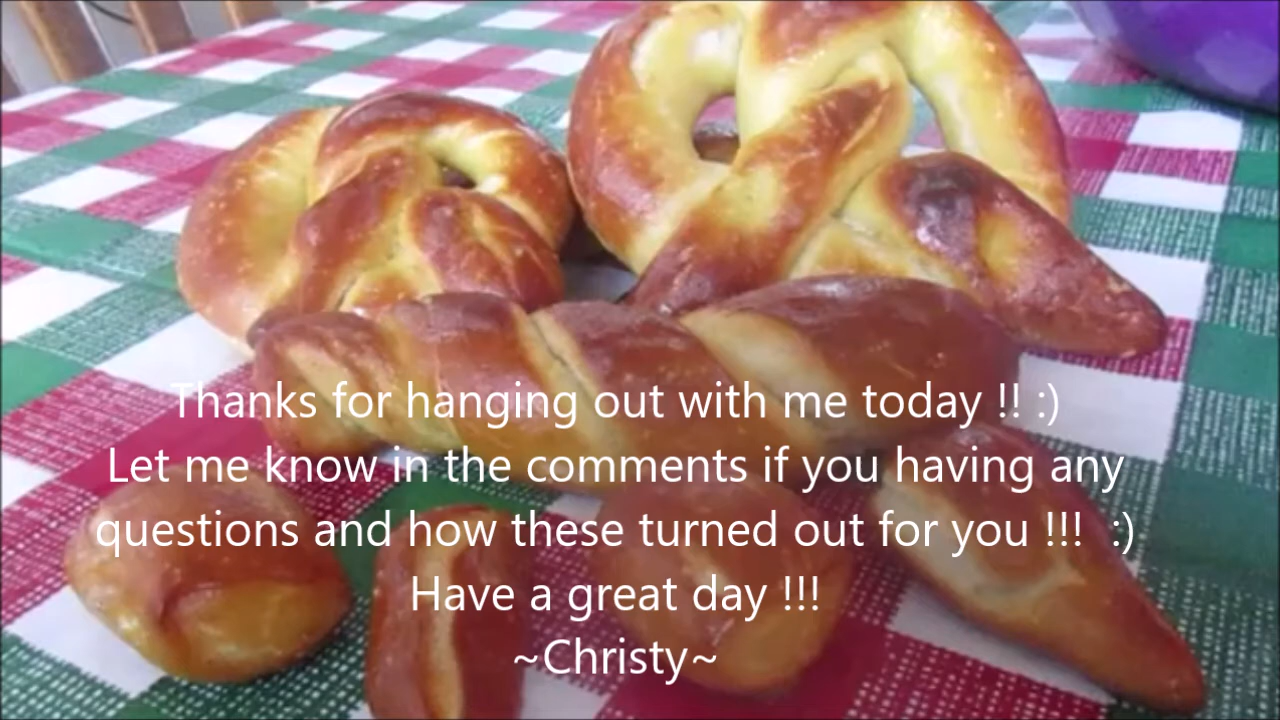 Thanks for hanging out with me today !! :)
Let me know in the comments if you having any
questions and how these turned out for you !!!  :)
Have a great day !!!
~Christy~